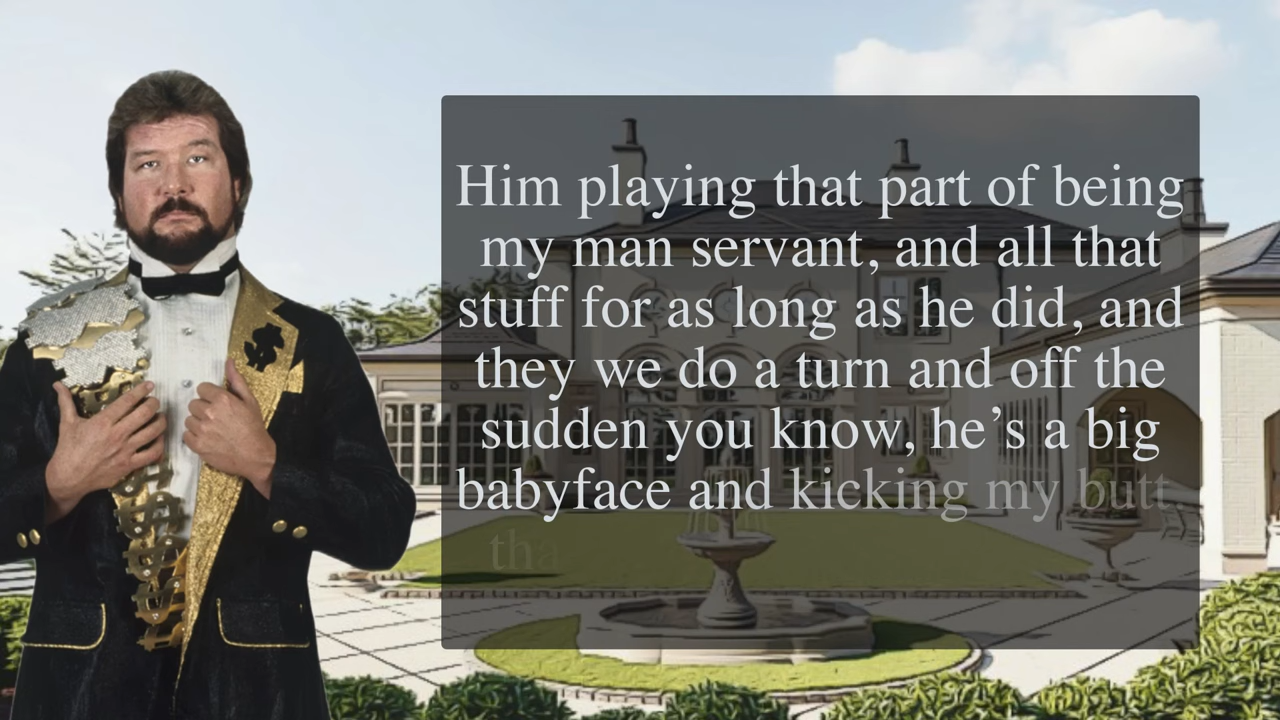 Him playing that part of being
my man servant, and all that
stuff for as long as he did, and
they we do a turn and off the
sudden you know, he’s a big
babyface and kicking my butt
tha